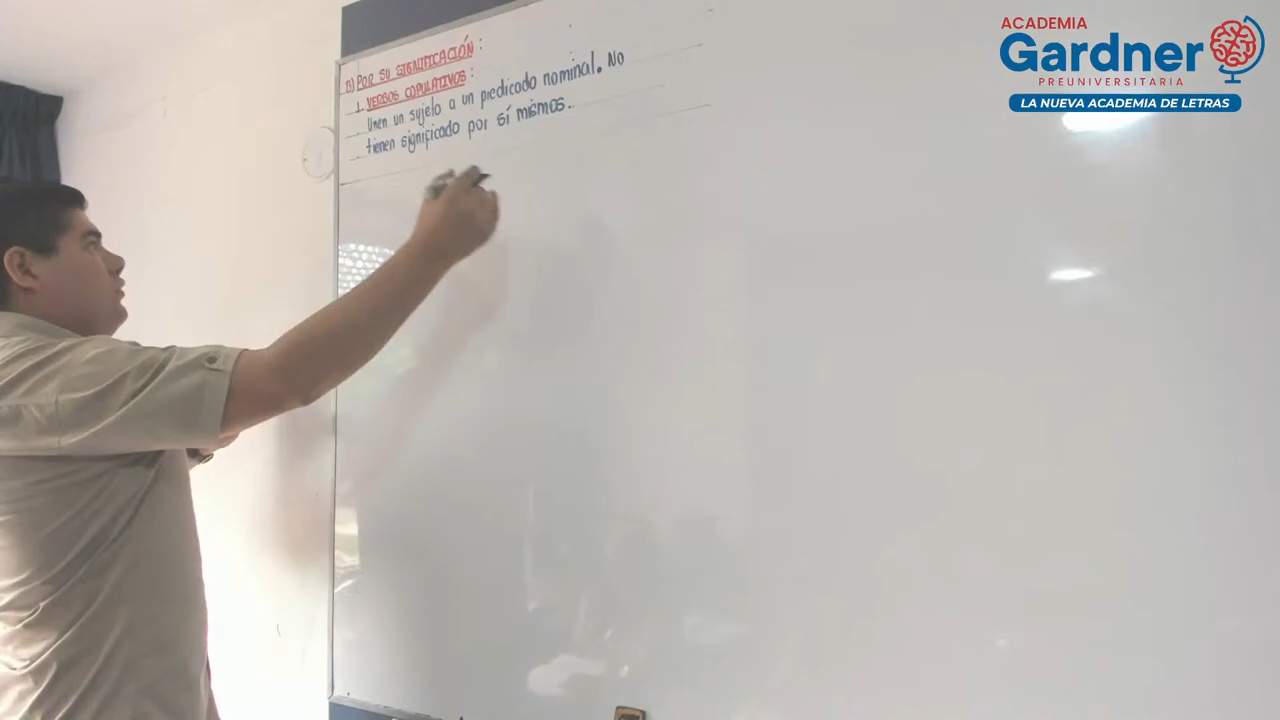 n) POR SU SIGNIFICACIÓN :
1. VERBOS COPULATIVOS :
Unen un sujeto a un predicado nominal. No
tienen significado por sí mismos.
ACADEMIA
Gardner
PREUNIVERSITARIA
LA NUEVA ACADEMIA DE LETRAS